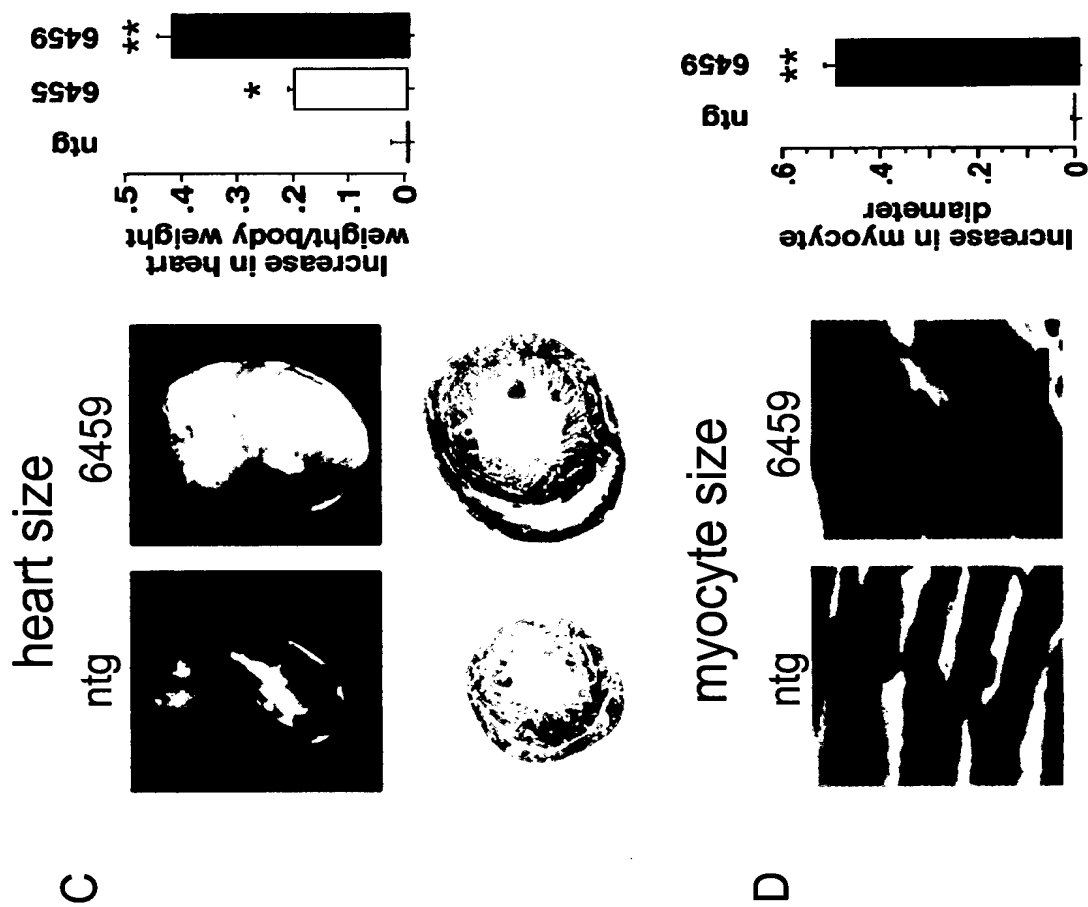 C
heart size
ntg
6459
Increase in heart
weight/body weight
.5
.4
.3
.2
.1
0
ntg
6455
6459
*
**
D
myocyte size
ntg
6459
Increase in myocyte
diameter
.6
.4
.2
0
ntg
6459
**